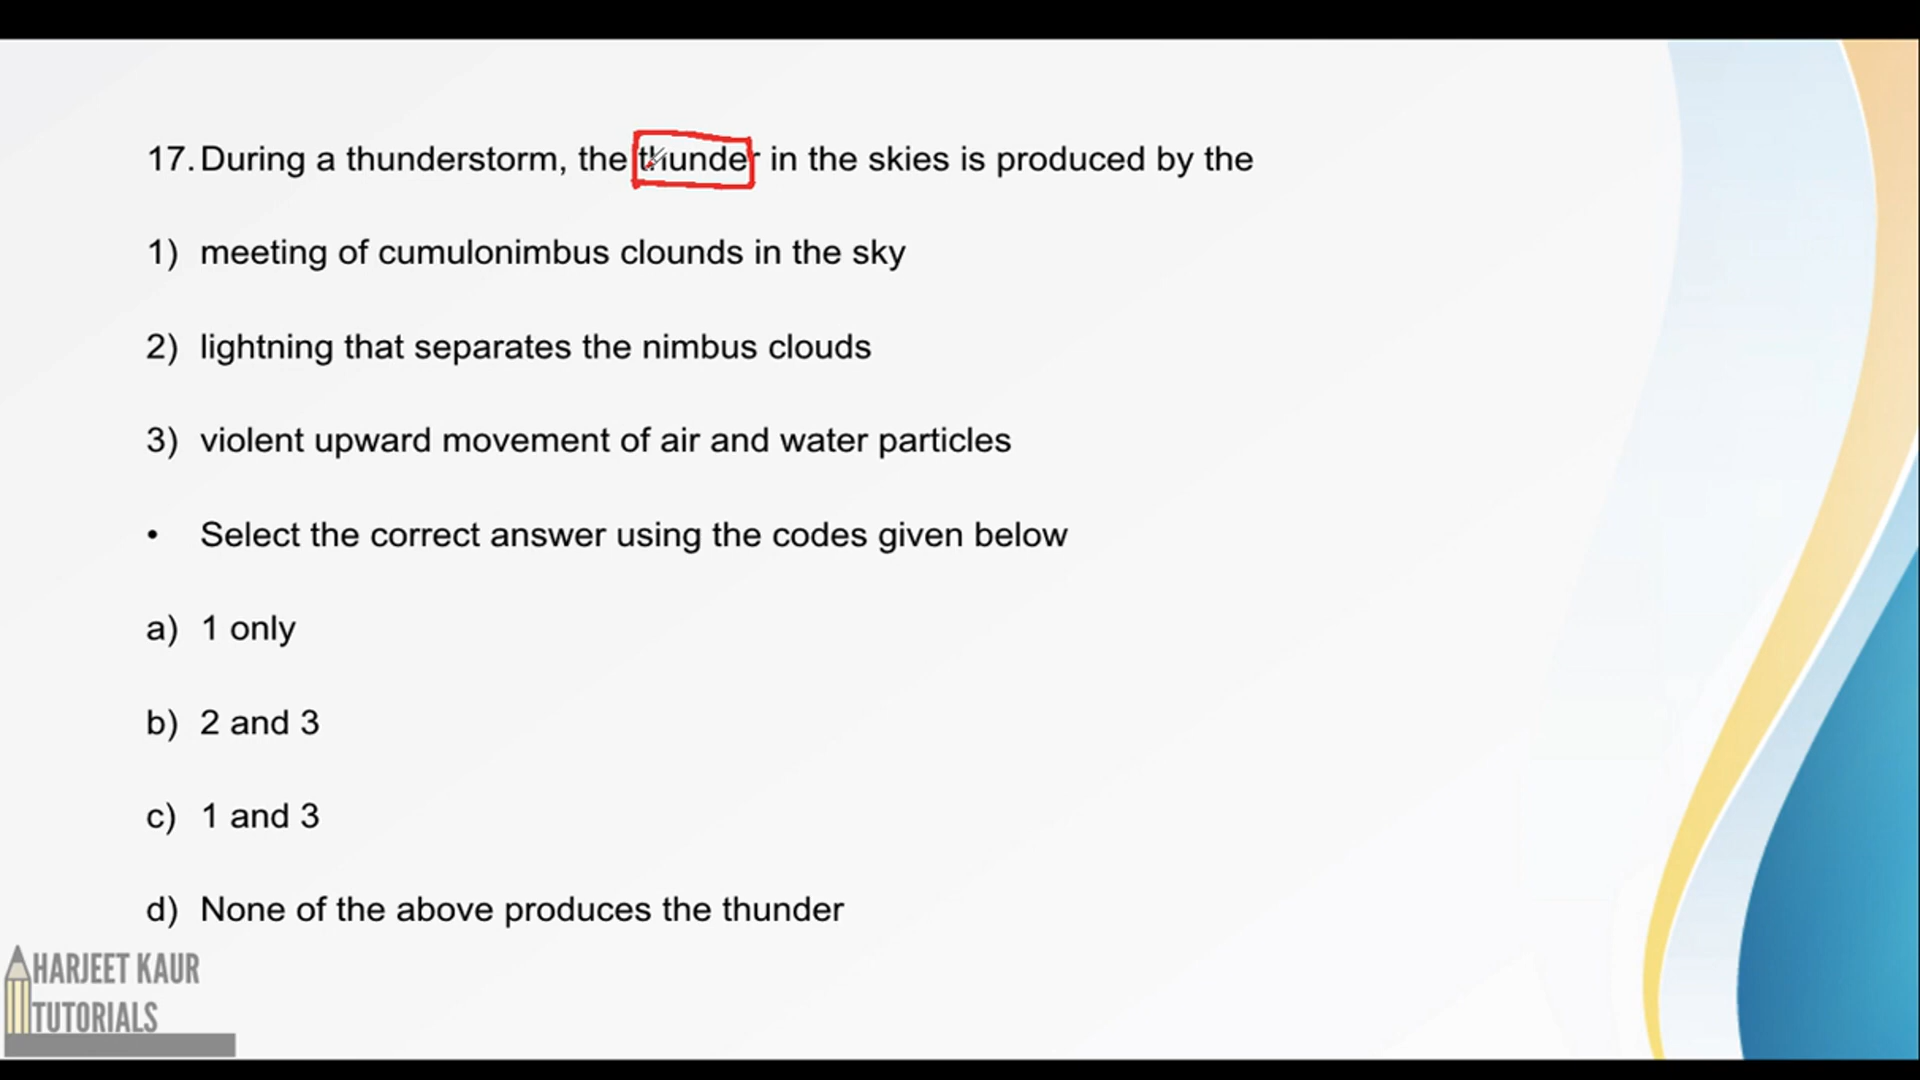 17. During a thunderstorm, the thunder in the skies is produced by the
1) meeting of cumulonimbus clounds in the sky
2) lightning that separates the nimbus clouds
3) violent upward movement of air and water particles
• Select the correct answer using the codes given below
a) 1 only
b) 2 and 3
c) 1 and 3
d) None of the above produces the thunder
HARJEET KAUR
TUTORIALS